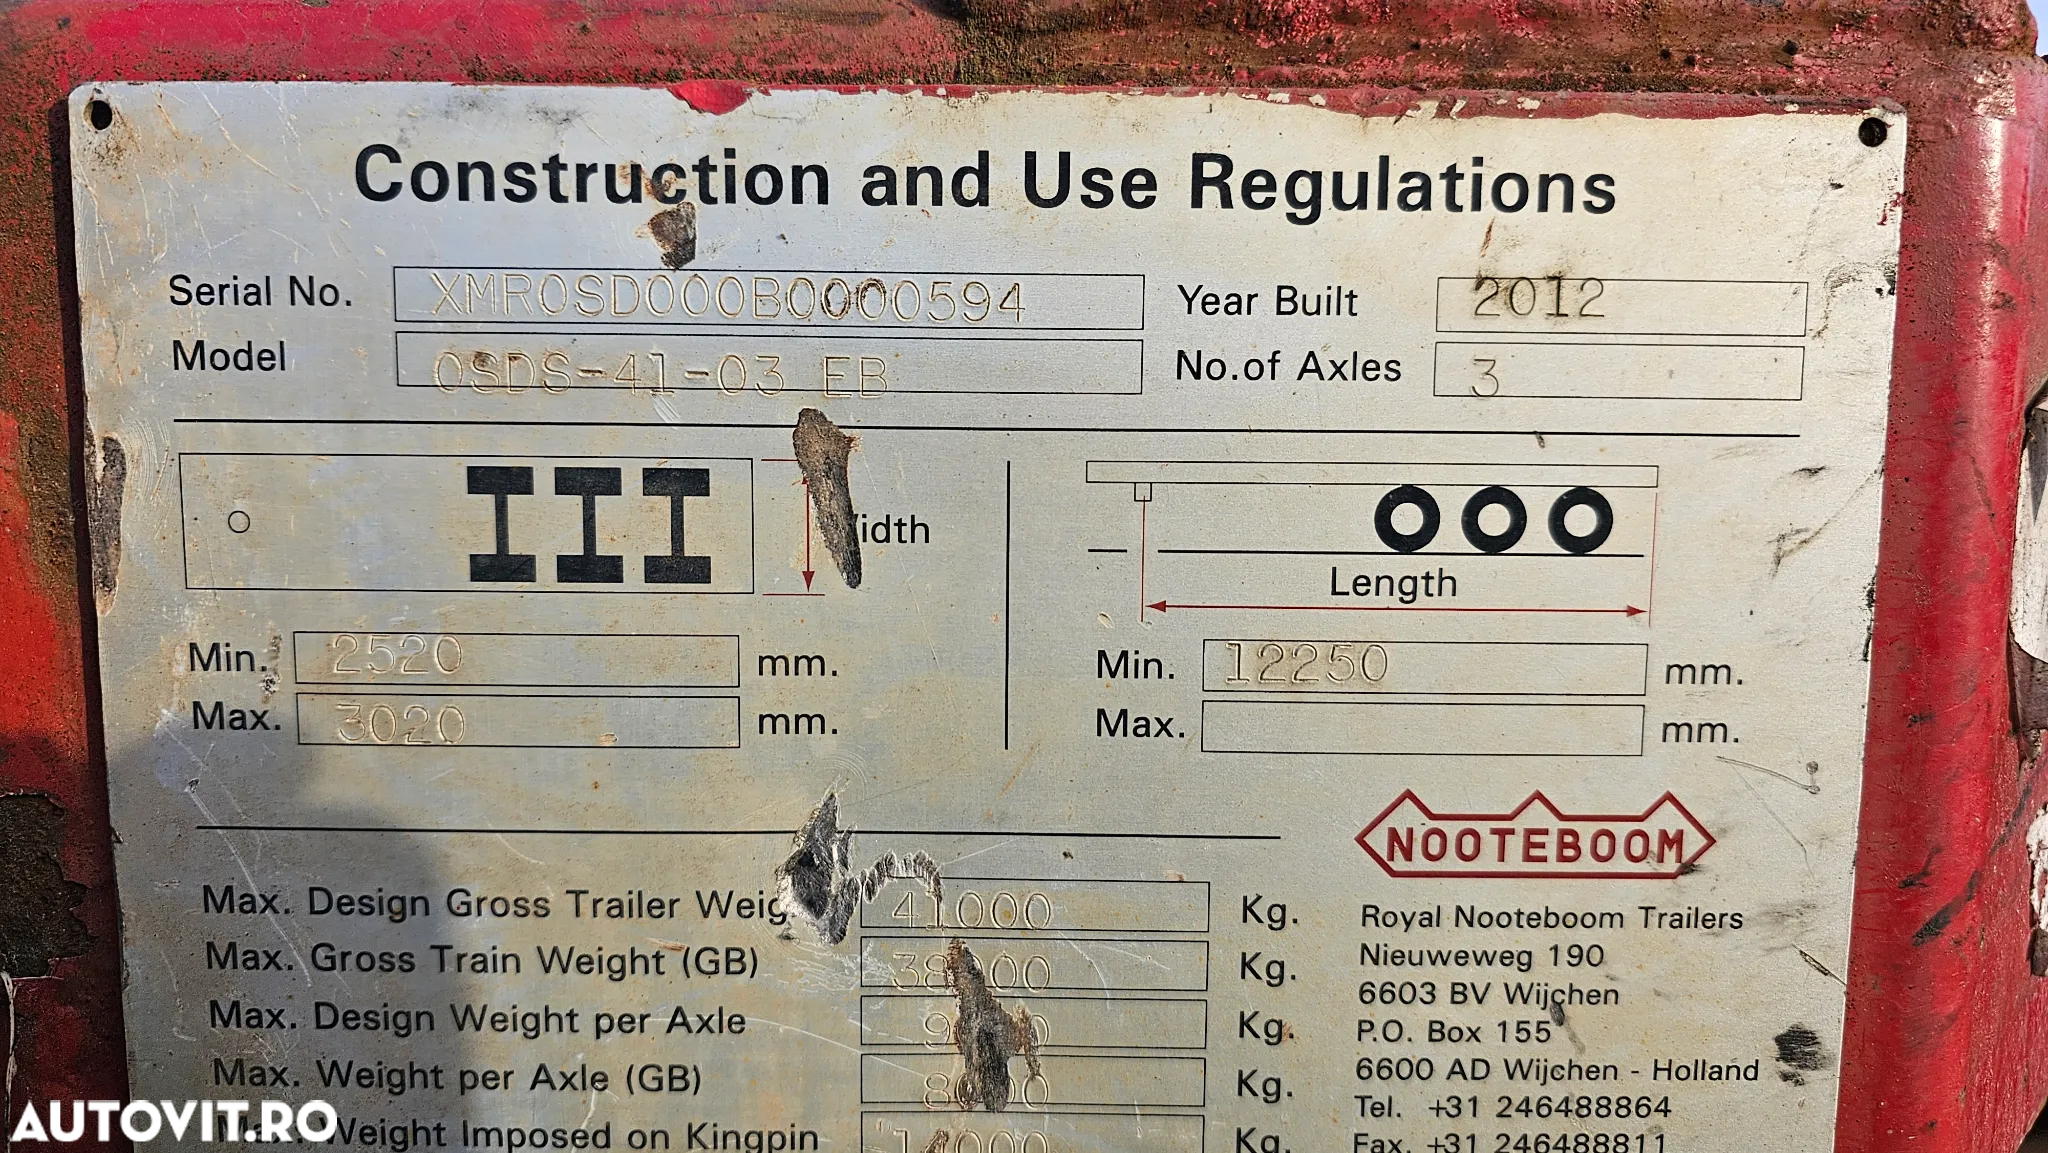 Construction and Use Regulations
Serial No. XMR0SD000B0000594 Year Built 2012
Model OSDS-41-03 EB No.of Axles 3
Width
Length
Min. 2520 mm. Min. 12250 mm.
Max. 3020 mm. Max. mm.
NOOTEBOOM
Max. Design Gross Trailer Weig 41000 Kg.
Max. Gross Train Weight (GB) Kg.
Max. Design Weight per Axle Kg.
Max. Weight per Axle (GB) Kg.
Max. Weight Imposed on Kingpin Kg.
Royal Nooteboom Trailers
Nieuweweg 190
6603 BV Wijchen
P.O. Box 155
6600 AD Wijchen - Holland
Tel. +31 246488864
Fax. +31 246488811
AUTOVIT.RO